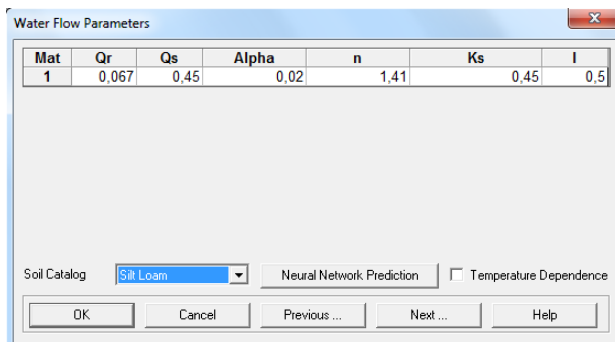 Water Flow Parameters
Mat Qr Qs Alpha n Ks l
1 0,067 0,45 0,02 1,41 0,45 0,5
Soil Catalog Silt Loam Neural Network Prediction Temperature Dependence
OK Cancel Previous ... Next ... Help